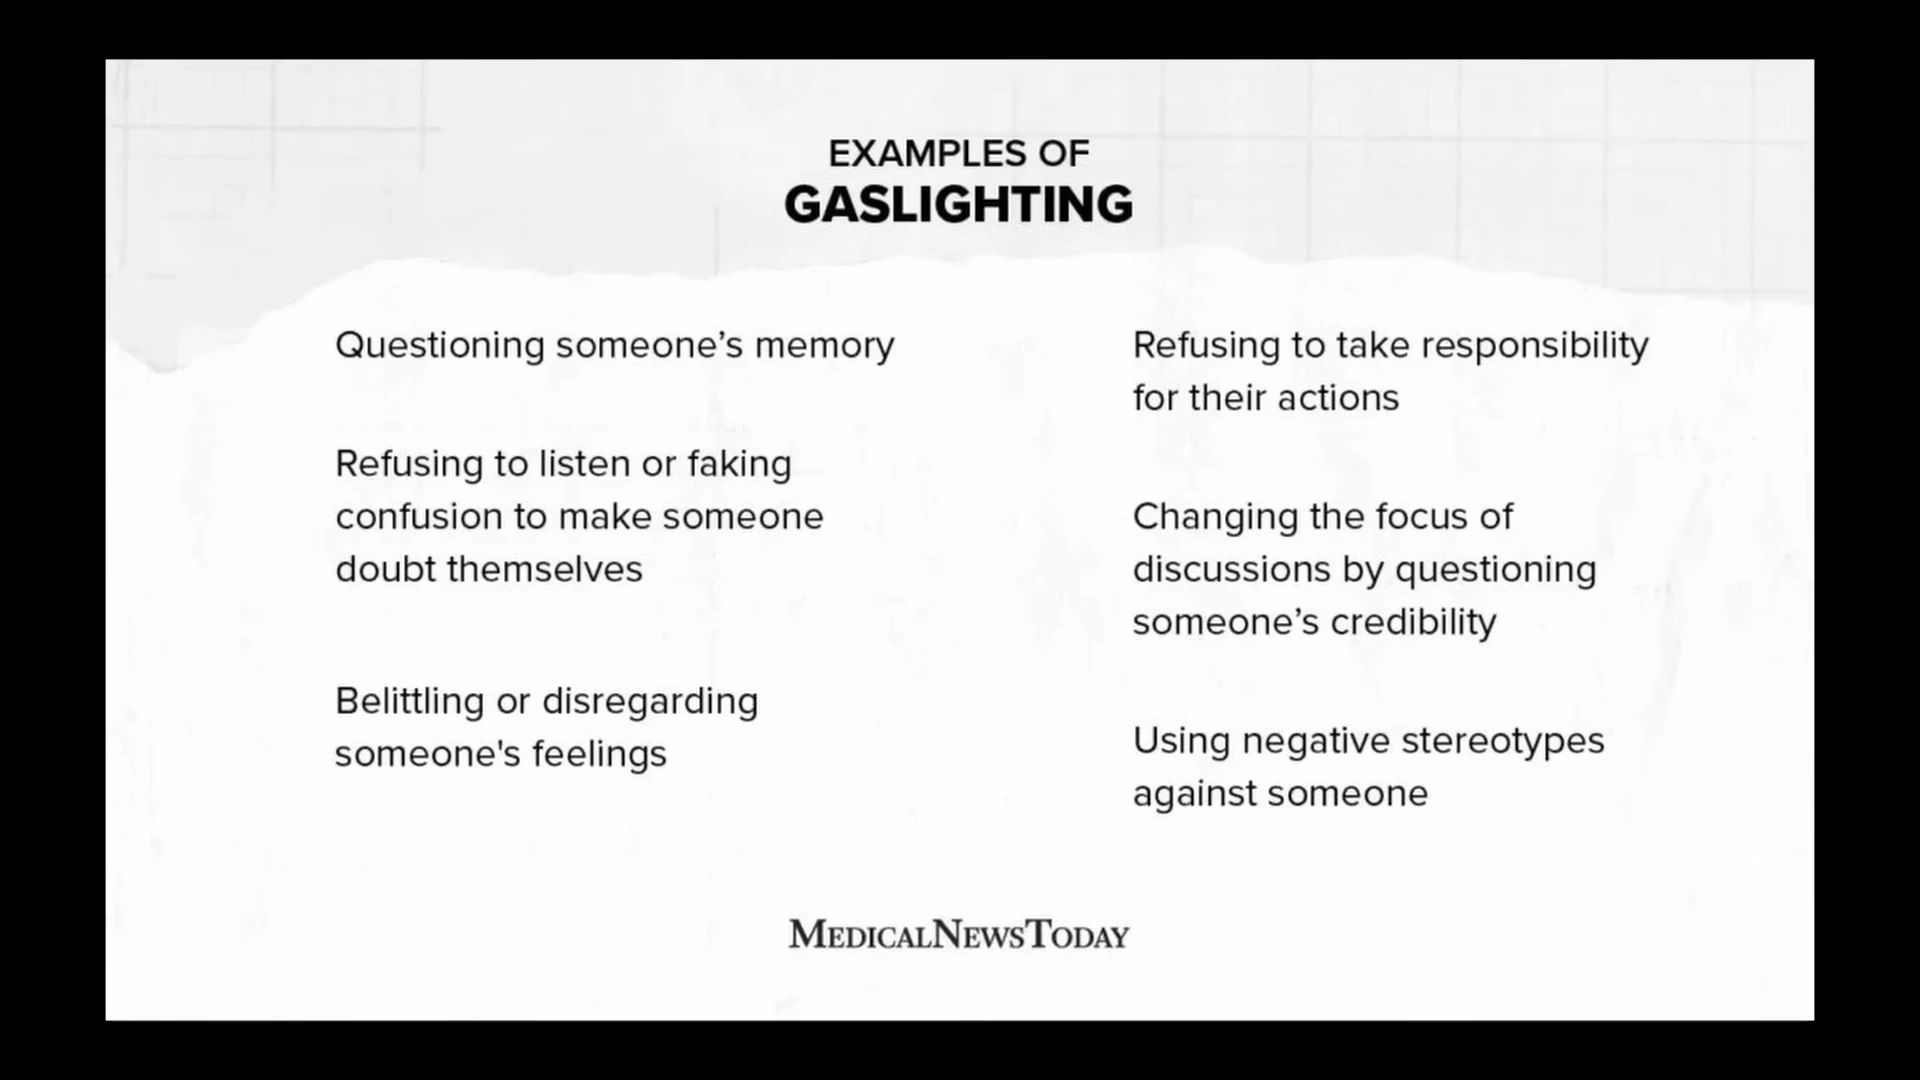 EXAMPLES OF
GASLIGHTING
Questioning someone’s memory
Refusing to listen or faking
confusion to make someone
doubt themselves
Belittling or disregarding
someone's feelings
Refusing to take responsibility
for their actions
Changing the focus of
discussions by questioning
someone’s credibility
Using negative stereotypes
against someone
MEDICALNEWSTODAY